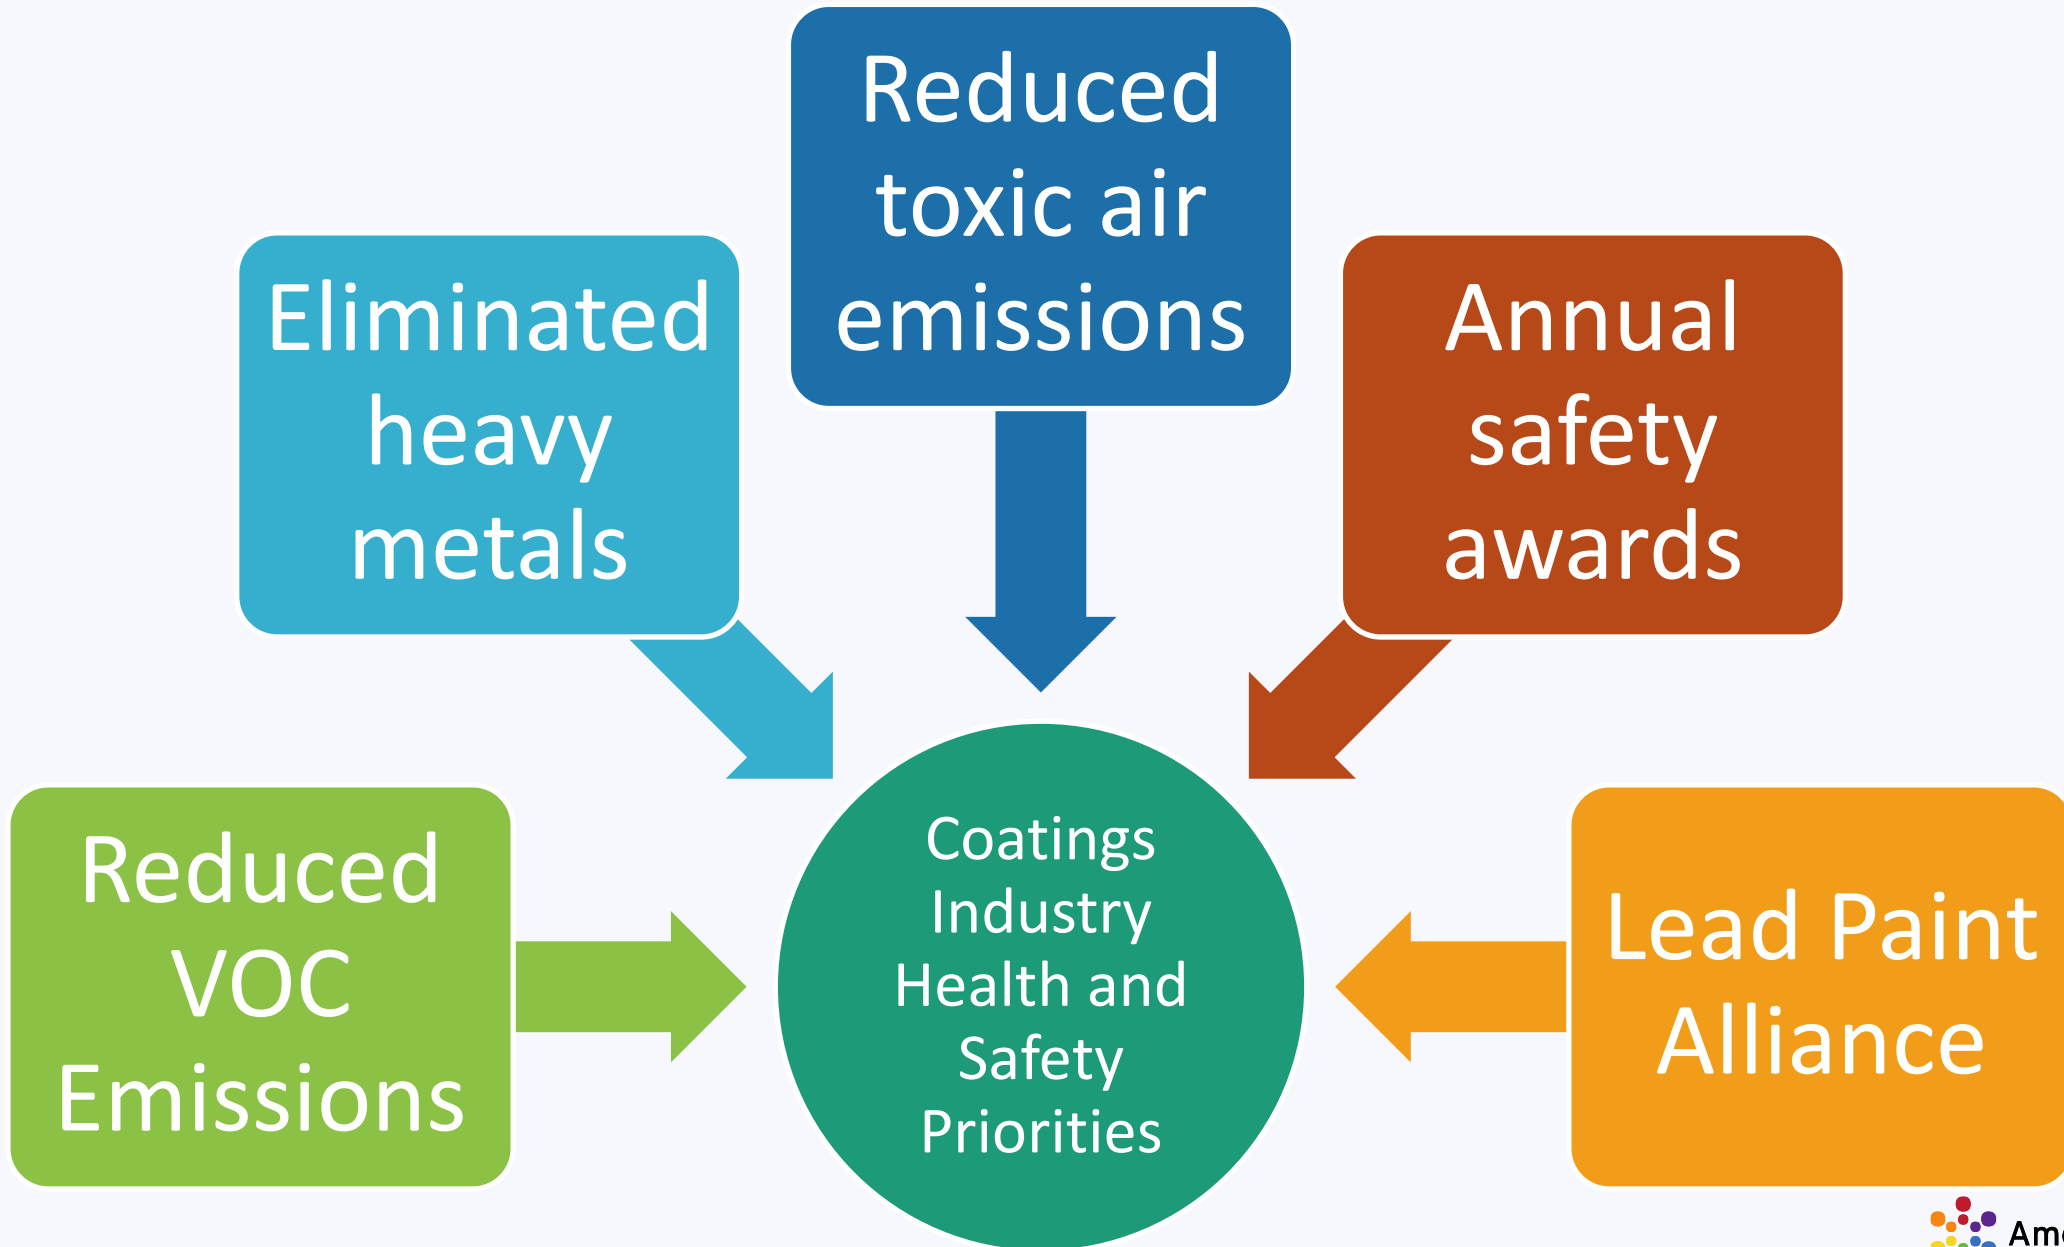 Reduced
toxic air
emissions
Eliminated
heavy
metals
Annual
safety
awards
Reduced
VOC
Emissions
Coatings
Industry
Health and
Safety
Priorities
Lead Paint
Alliance